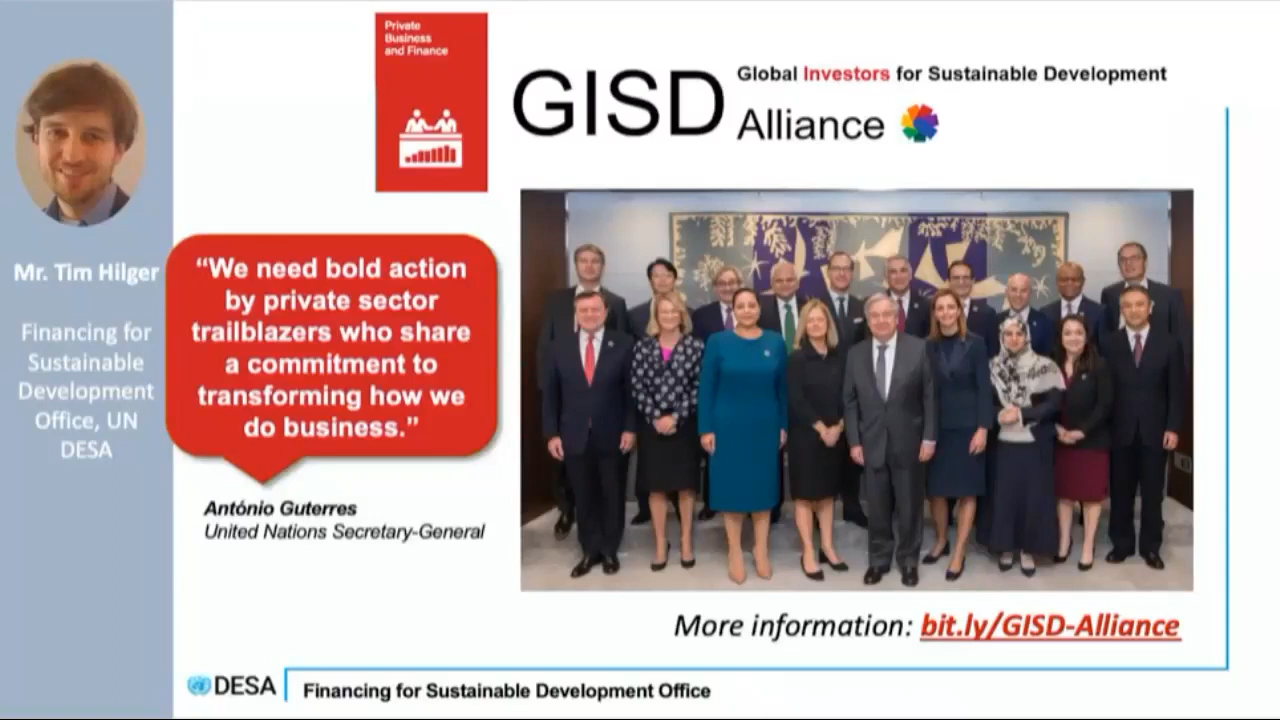 Private
Business
and Finance
GISD
Global Investors for Sustainable Development
Alliance
Mr. Tim Hilger
Financing for
Sustainable
Development
Office, UN
DESA
“We need bold action
by private sector
trailblazers who share
a commitment to
transforming how we
do business.”
António Guterres
United Nations Secretary-General
More information: bit.ly/GISD-Alliance
DESA
Financing for Sustainable Development Office